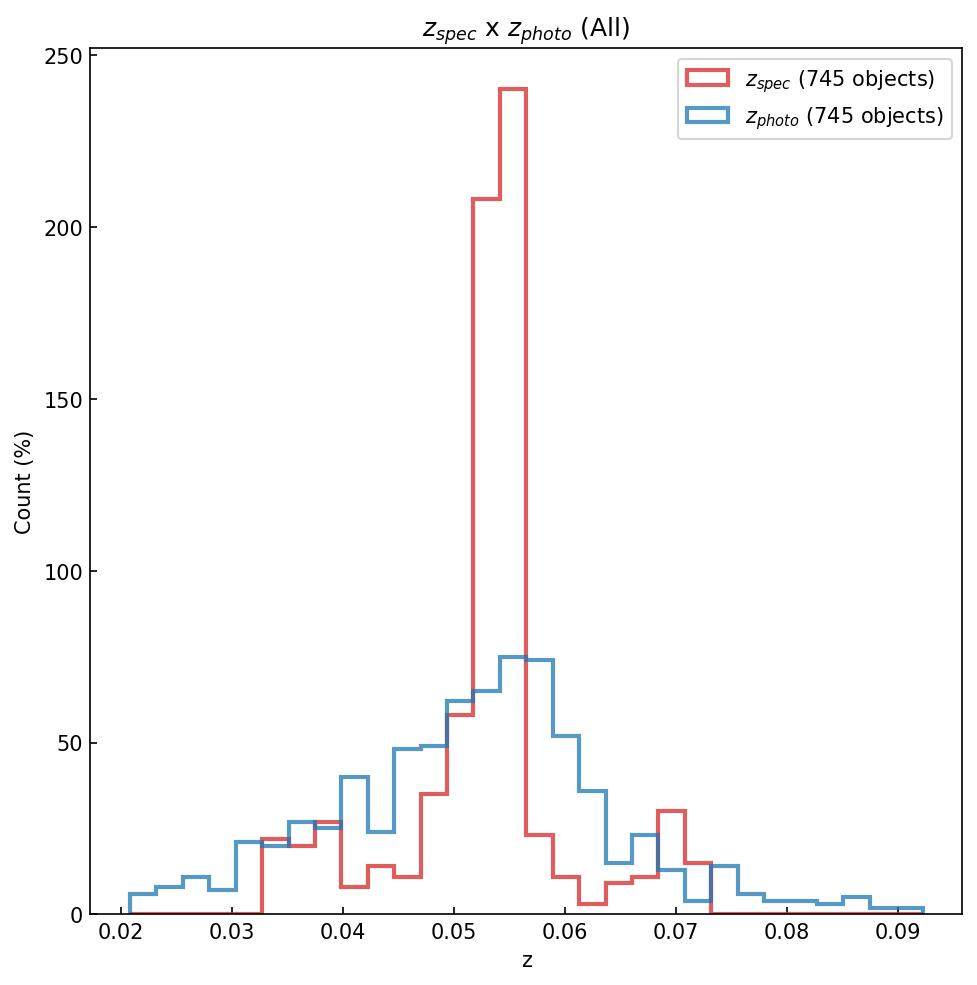 z_spec x z_photo (All)
z_spec (745 objects)
z_photo (745 objects)
Count (%)
250
200
150
100
50
0
0.02 0.03 0.04 0.05 0.06 0.07 0.08 0.09
z